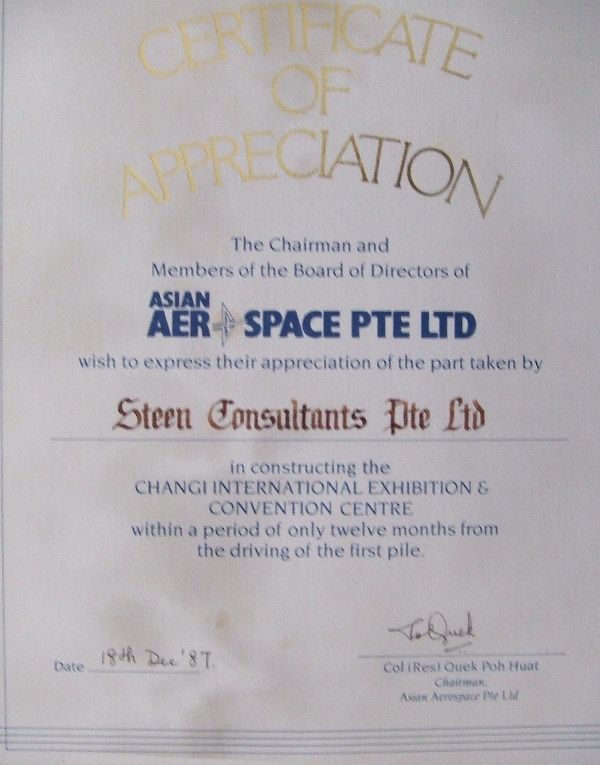 CERTIFICATE
OF
APPRECIATION
The Chairman and
Members of the Board of Directors of
ASIAN
AEROSPACE PTE LTD
wish to express their appreciation of the part taken by
Steen Consultants Pte Ltd
in constructing the
CHANGI INTERNATIONAL EXHIBITION &
CONVENTION CENTRE
within a period of only twelve months from
the driving of the first pile.
Date 18th Dec '87.
Col (Res) Quek Poh Huat
Chairman,
Asian Aerospace Pte Ltd